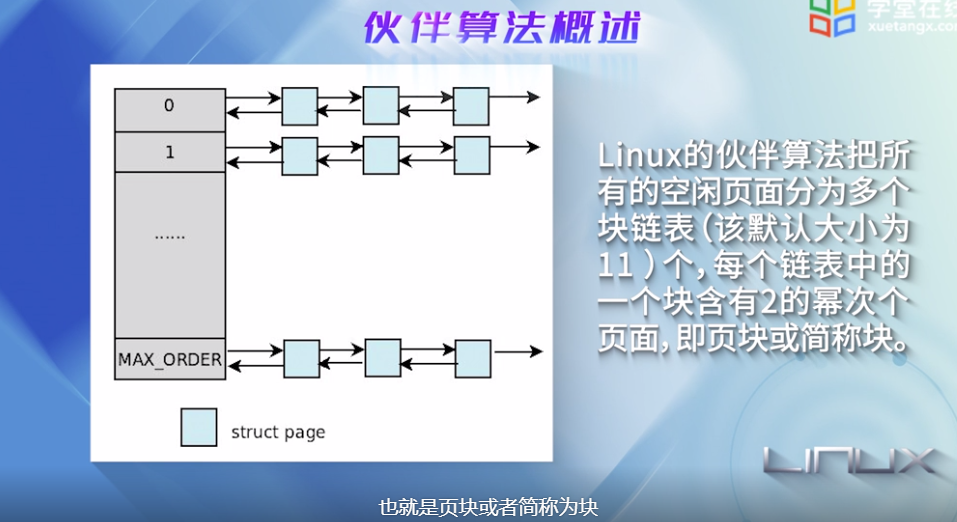 伙伴算法概述
学堂在线
xuetangx.com
0
1
......
MAX_ORDER
struct page
Linux的伙伴算法把所
有的空闲页面分为多个
块链表(该默认大小为
11 )个,每个链表中的
一个块含有2的幂次个
页面,即页块或简称块。
LINUX
也就是页块或者简称为块